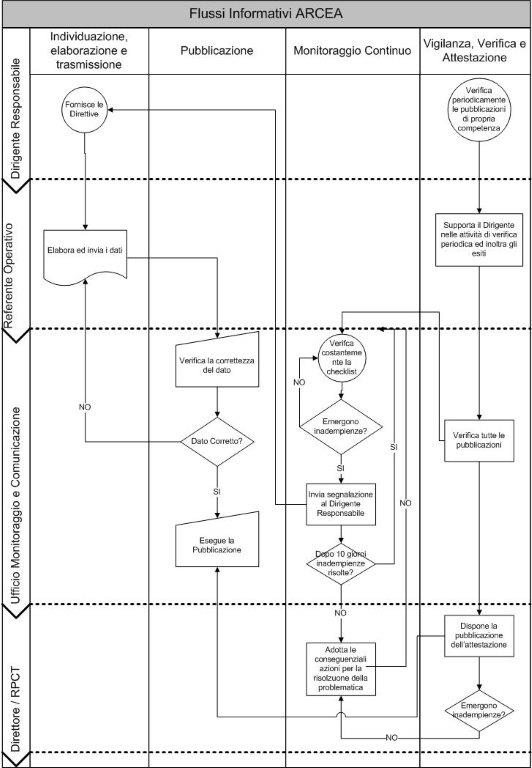 Flussi Informativi ARCEA
Individuazione,
elaborazione e
trasmissione
Pubblicazione
Monitoraggio Continuo
Vigilanza, Verifica e
Attestazione
Dirigente Responsabile
Fornisce le
Direttive
Verifica
periodicamente
le pubblicazioni
di propria
competenza
Referente Operativo
Elabora ed invia i dati
Supporta il Dirigente
nelle attività di verifica
periodica ed inoltra gli
esiti
Ufficio Monitoraggio e Comunicazione
Verifica la correttezza
del dato
Verifca
costanteme
nte la
checklist
NO
NO
Emergono
inadempienze?
Dato Corretto?
SI
Verifica tutte le
pubblicazioni
SI
SI
Invia segnalazione
al Dirigente
Responsabile
NO
Esegue la
Pubblicazione
Dapo 10 giorni
inadempienze
risolte?
NO
Direttore / RPCT
Adotta le
conseguenziali
azioni per la
risolzuone della
problematica
Dispone la
pubblicazione
dell'attestazione
Emergono
inadempienze?
NO